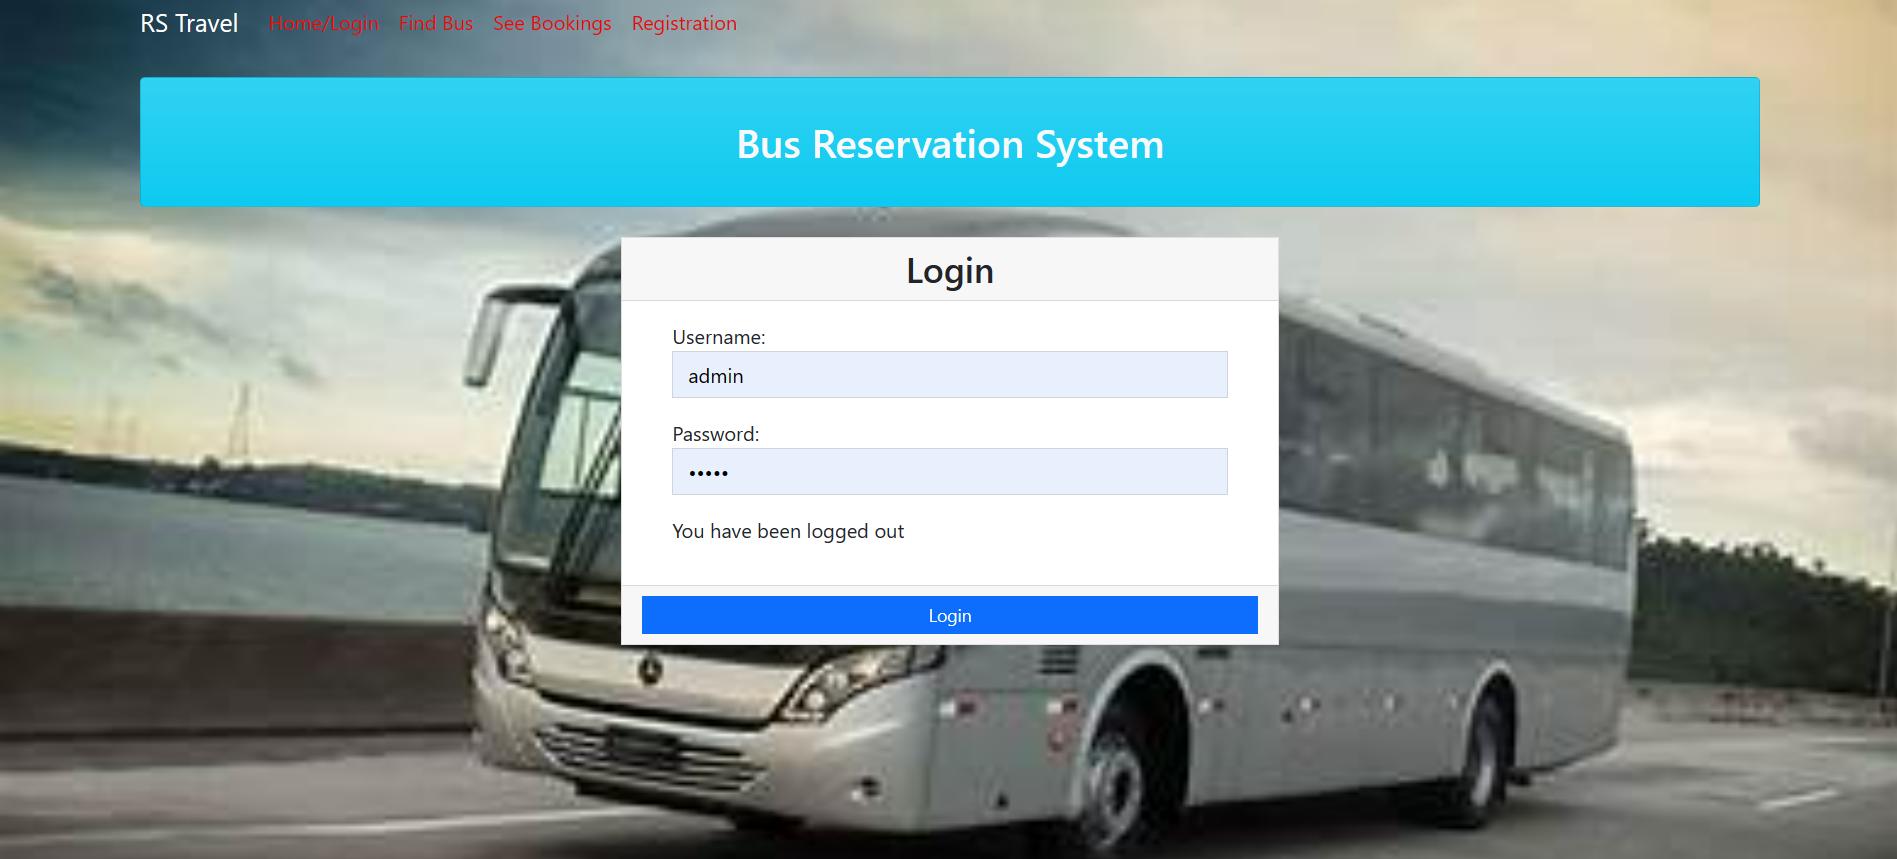 RS Travel Home/Login Find Bus See Bookings Registration
Bus Reservation System
Login
Username:
admin
Password:
•••••
You have been logged out
Login